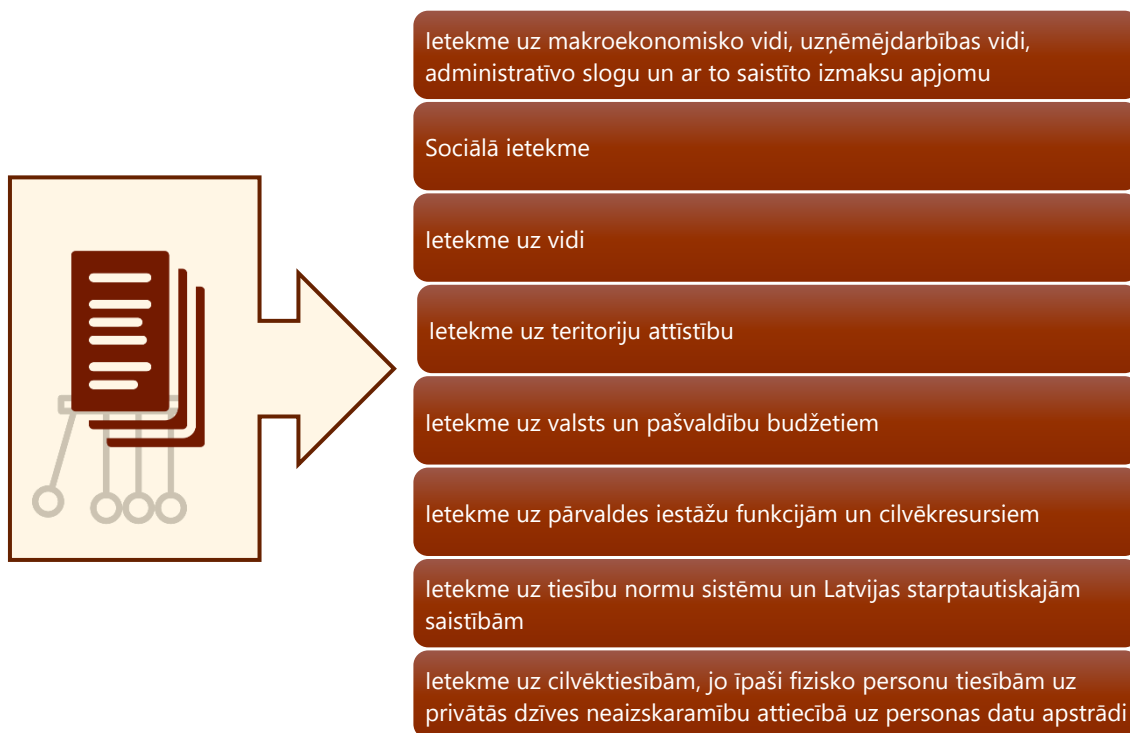 Ietekme uz makroekonomisko vidi, uzņēmējdarbības vidi,
administratīvo slogu un ar to saistīto izmaksu apjomu
Sociālā ietekme
Ietekme uz vidi
Ietekme uz teritoriju attīstību
Ietekme uz valsts un pašvaldību budžetiem
Ietekme uz pārvaldes iestāžu funkcijām un cilvēkresursiem
Ietekme uz tiesību normu sistēmu un Latvijas starptautiskajām
saistībām
Ietekme uz cilvēktiesībām, jo īpaši fizisko personu tiesībām uz
privātās dzīves neaizskaramību attiecībā uz personas datu apstrādi